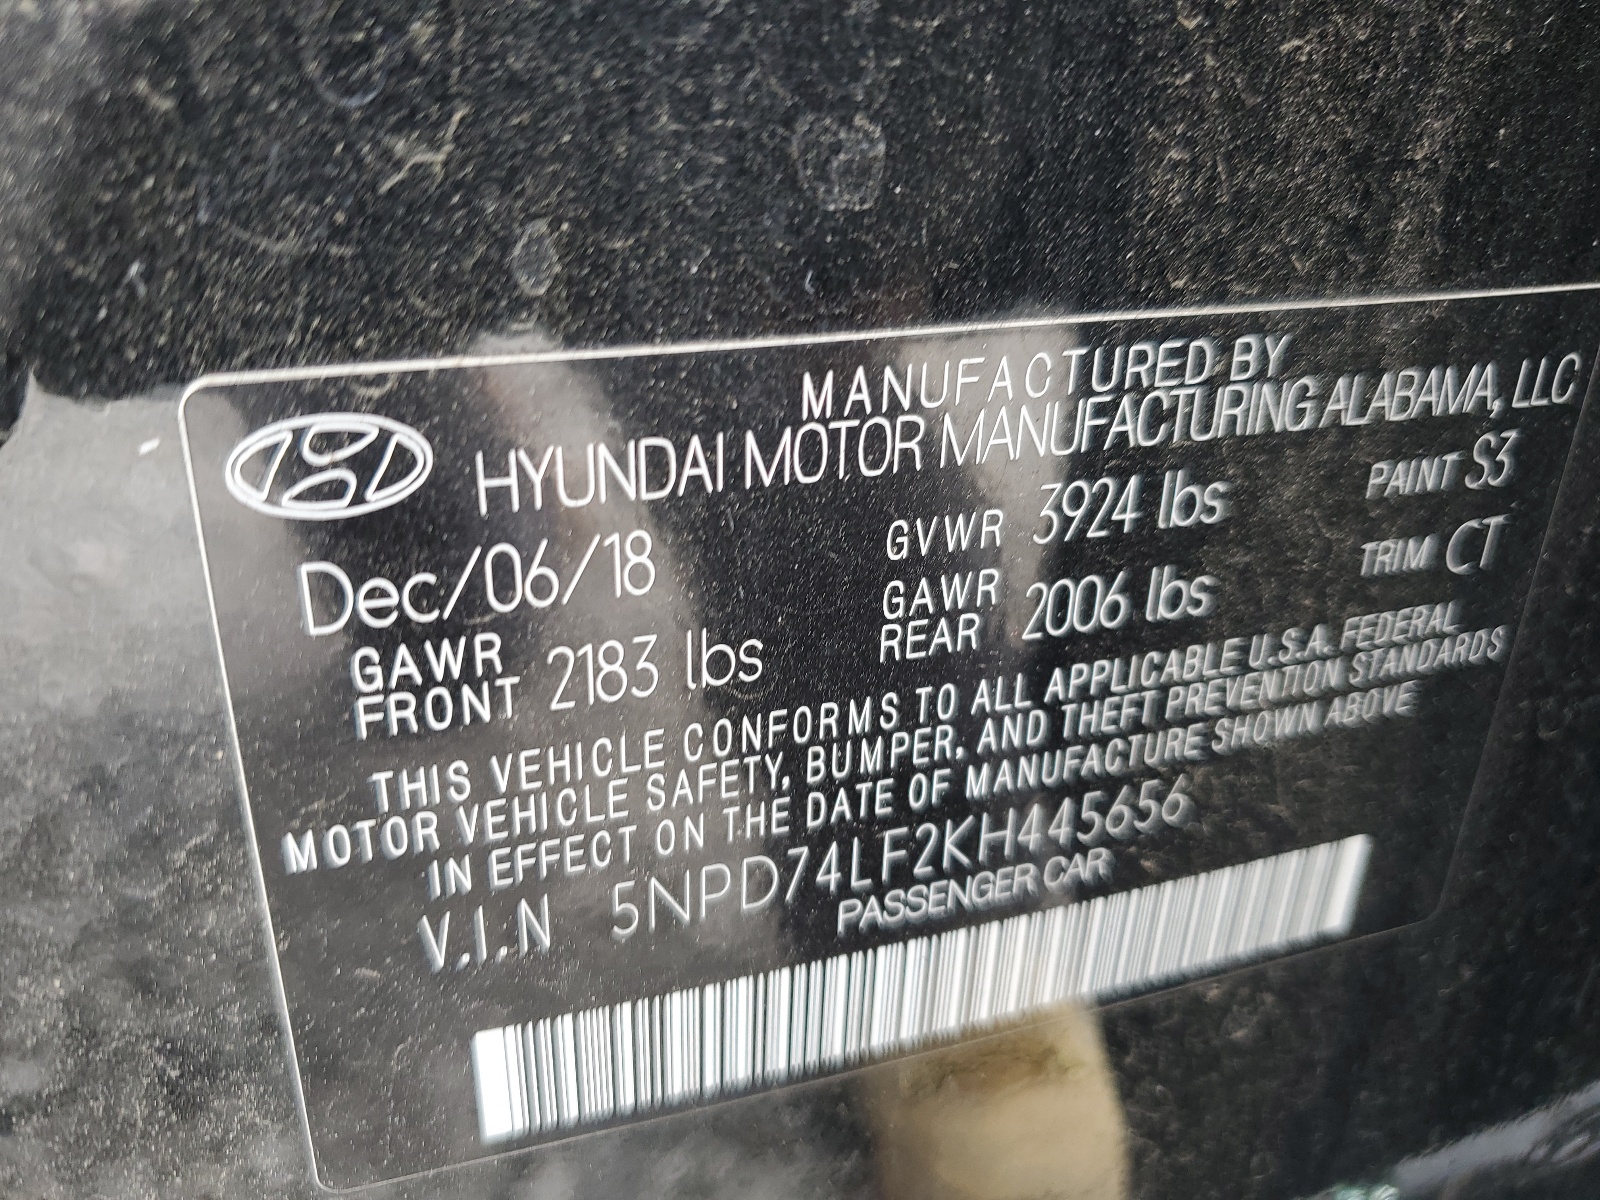 MANUFACTURED BY
HYUNDAI MOTOR MANUFACTURING ALABAMA, LLC
Dec/06/18 GVWR 3924 lbs PAINT S3
GAWR FRONT 2183 lbs GAWR REAR 2006 lbs TRIM CT
THIS VEHICLE CONFORMS TO ALL APPLICABLE U.S.A. FEDERAL
MOTOR VEHICLE SAFETY, BUMPER, AND THEFT PREVENTION STANDARDS
IN EFFECT ON THE DATE OF MANUFACTURE SHOWN ABOVE
V.I.N 5NPD74LF2KH445656
PASSENGER CAR